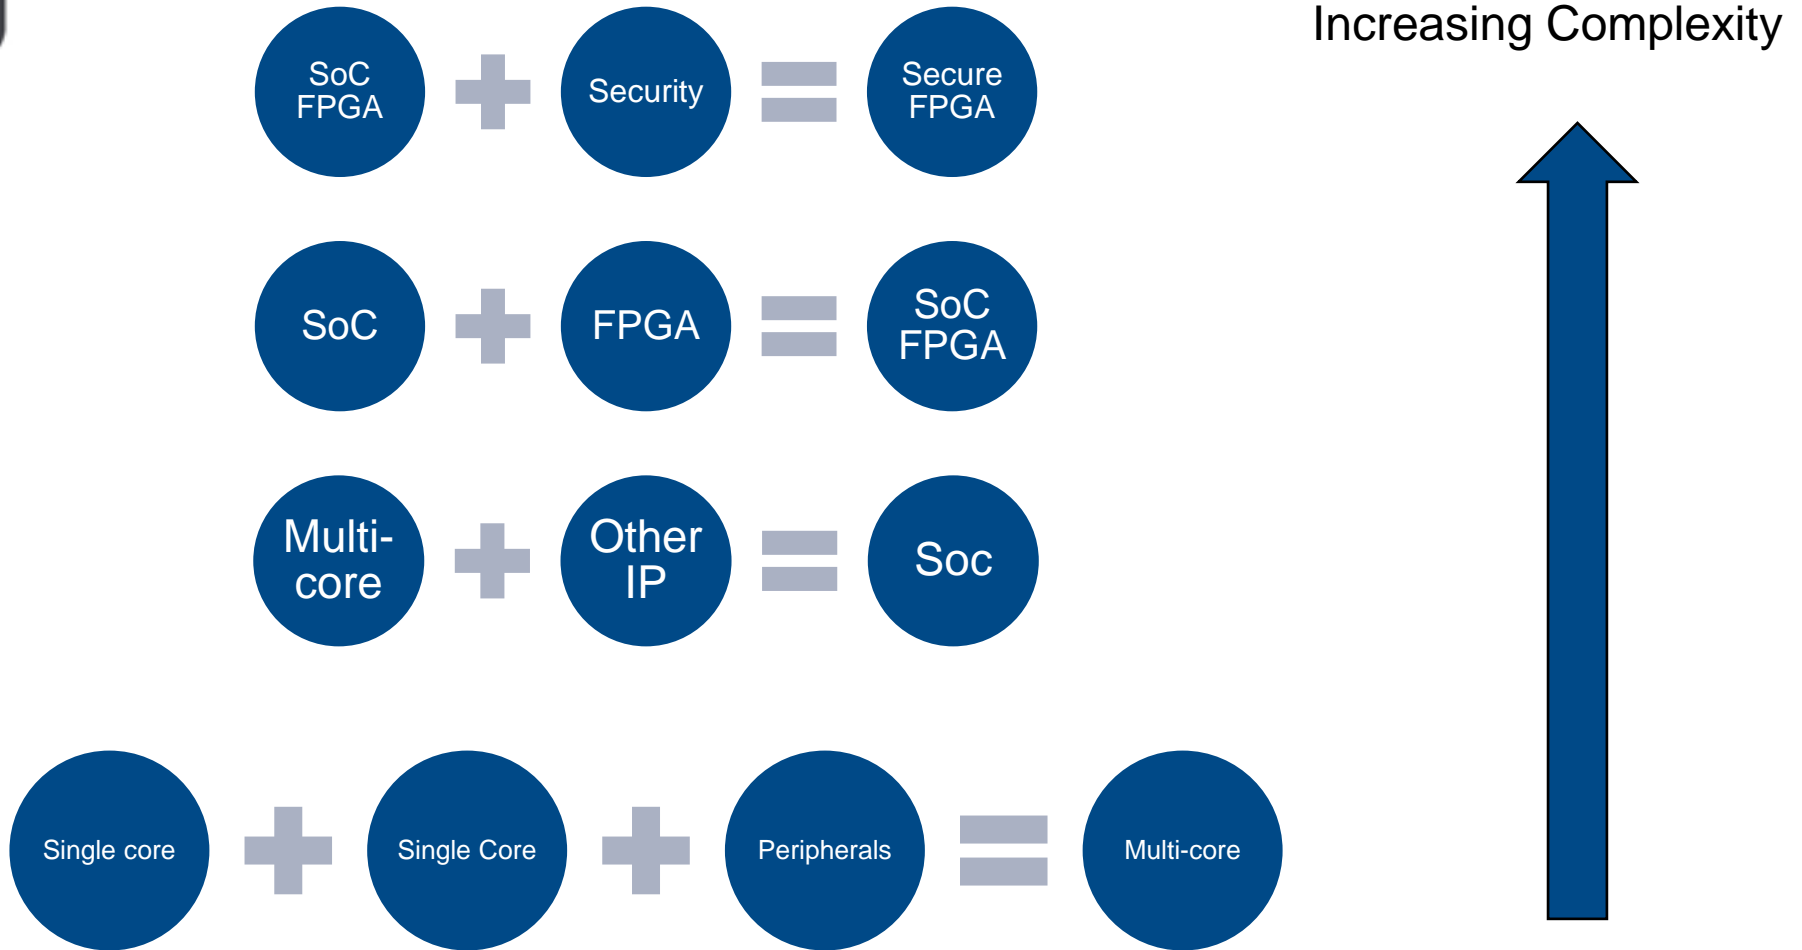 Increasing Complexity
SoC
FPGA
Security
Secure
FPGA
SoC
FPGA
SoC
FPGA
Multi-
core
Other
IP
Soc
Single core
Single Core
Peripherals
Multi-core